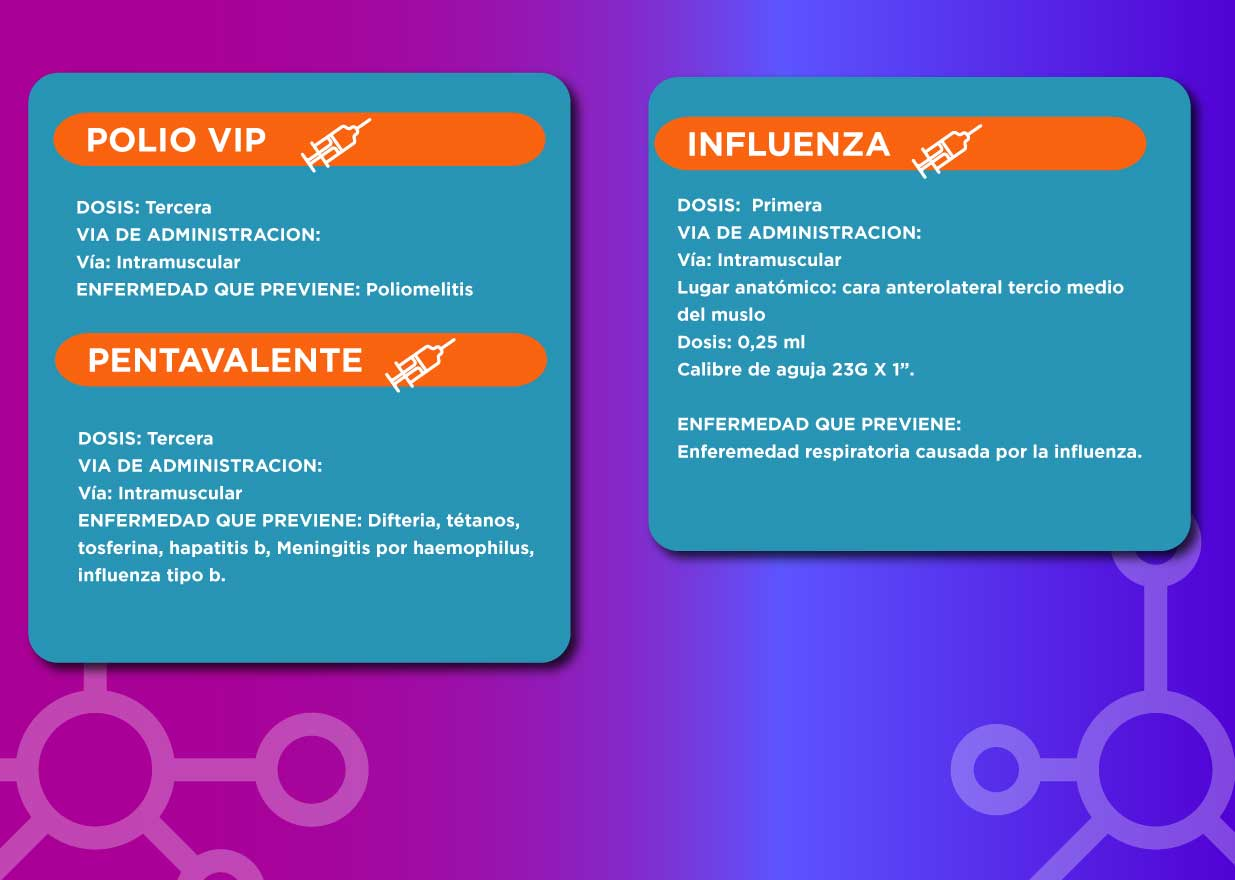 POLIO VIP
DOSIS: Tercera
VIA DE ADMINISTRACION:
Vía: Intramuscular
ENFERMEDAD QUE PREVIENE: Poliomelitis
PENTAVALENTE
DOSIS: Tercera
VIA DE ADMINISTRACION:
Vía: Intramuscular
ENFERMEDAD QUE PREVIENE: Difteria, tétanos,
tosferina, hapatitis b, Meningitis por haemophilus,
influenza tipo b.
INFLUENZA
DOSIS:  Primera
VIA DE ADMINISTRACION:
Vía: Intramuscular
Lugar anatómico: cara anterolateral tercio medio
del muslo
Dosis: 0,25 ml
Calibre de aguja 23G X 1”.
ENFERMEDAD QUE PREVIENE:
Enferemedad respiratoria causada por la influenza.